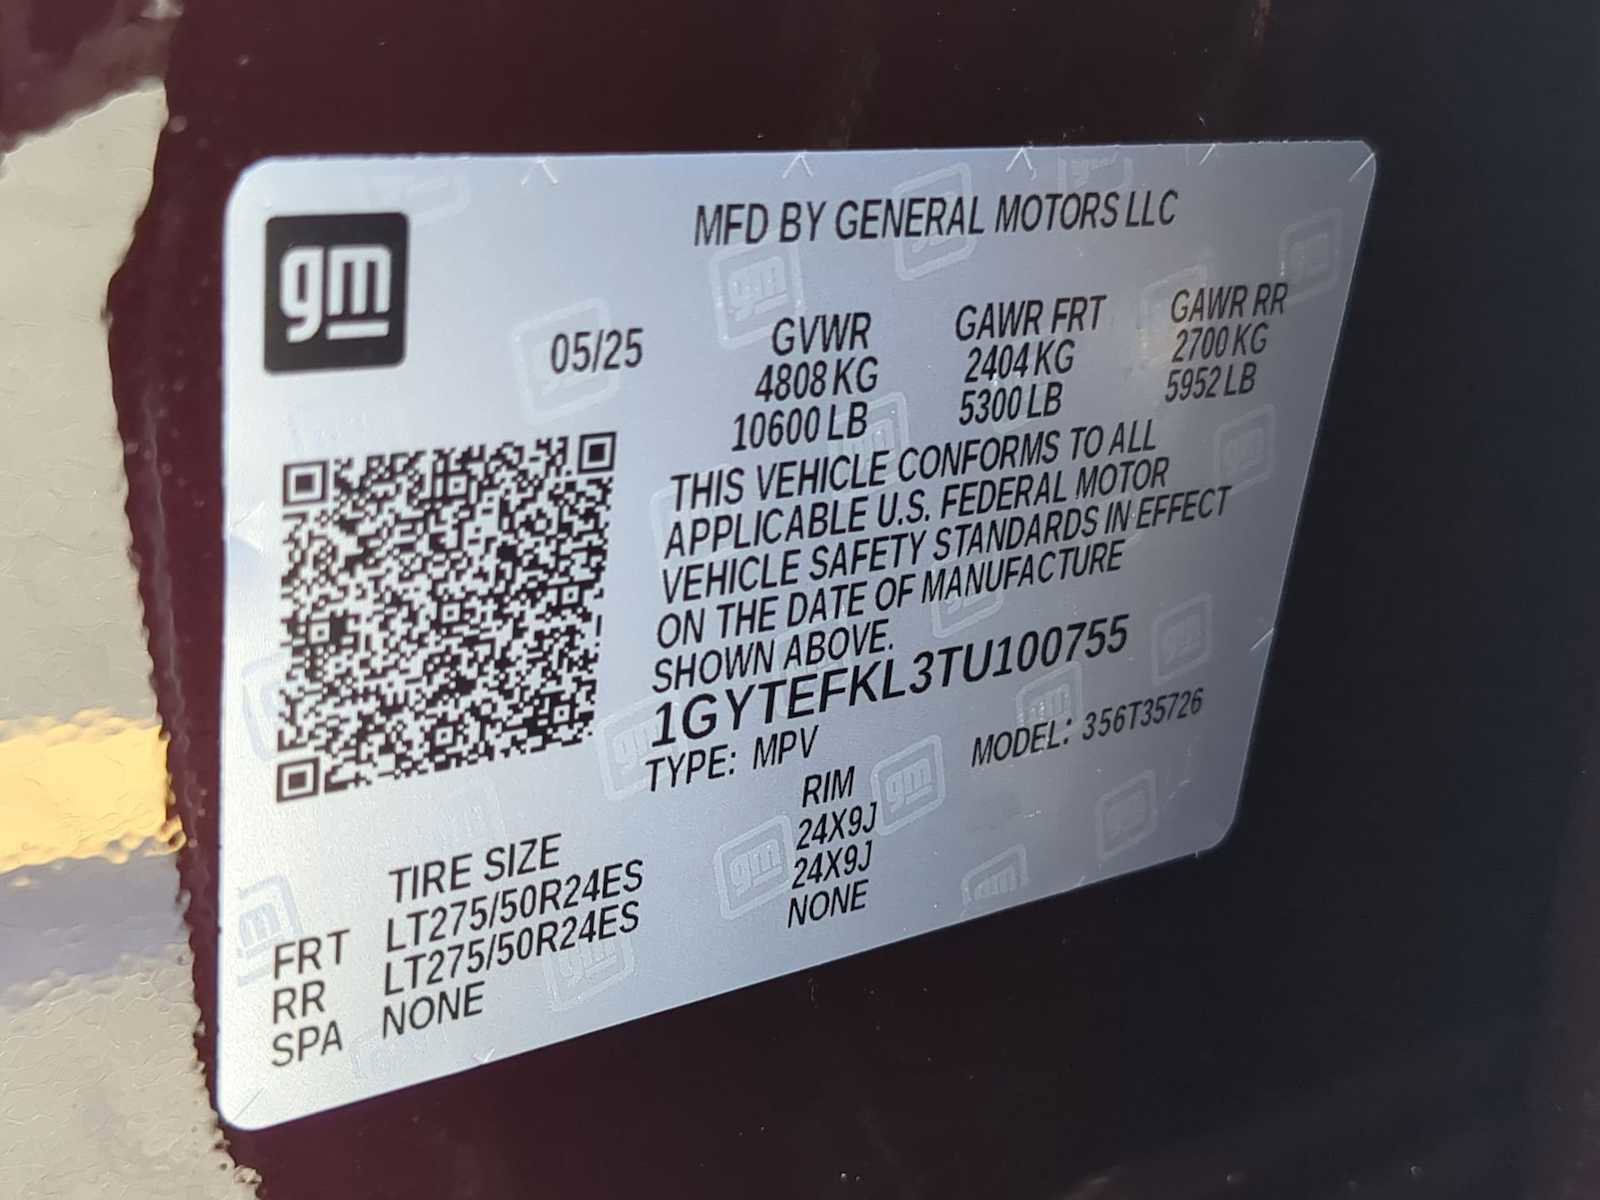 gm
MFD BY GENERAL MOTORS LLC
05/25 GVWR GAWR FRT GAWR RR
4808 KG 2404 KG 2700 KG
10600 LB 5300 LB 5952 LB
THIS VEHICLE CONFORMS TO ALL
APPLICABLE U.S. FEDERAL MOTOR
VEHICLE SAFETY STANDARDS IN EFFECT
ON THE DATE OF MANUFACTURE
SHOWN ABOVE.
1GYTEFKL3TU100755
TYPE: MPV MODEL: 356T35726
TIRE SIZE RIM
FRT LT275/50R24ES 24X9J
RR LT275/50R24ES 24X9J
SPA NONE NONE